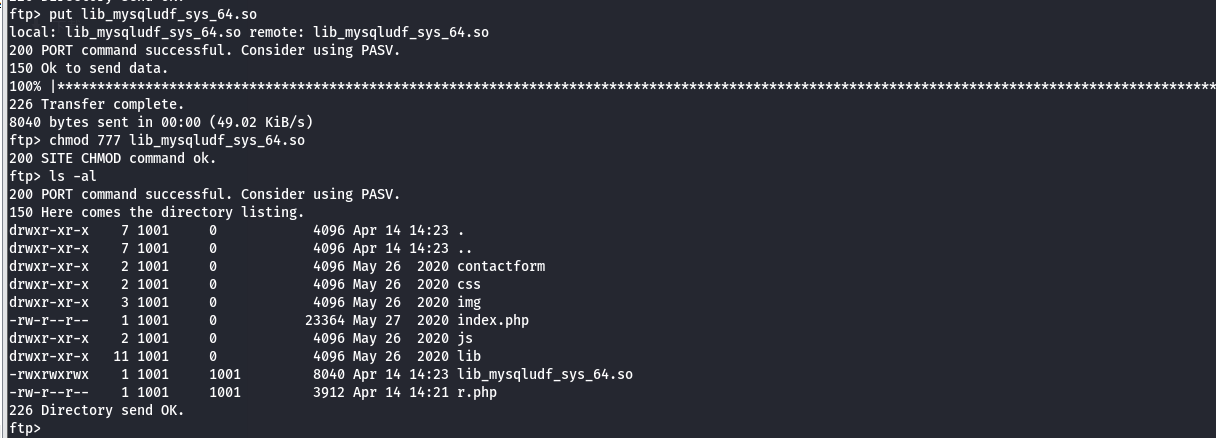 ftp> put lib_mysqludf_sys_64.so
local: lib_mysqludf_sys_64.so remote: lib_mysqludf_sys_64.so
200 PORT command successful. Consider using PASV.
150 Ok to send data.
100% |***********************************************************************************************************************************************
226 Transfer complete.
8040 bytes sent in 00:00 (49.02 KiB/s)
ftp> chmod 777 lib_mysqludf_sys_64.so
200 SITE CHMOD command ok.
ftp> ls -al
200 PORT command successful. Consider using PASV.
150 Here comes the directory listing.
drwxr-xr-x    7 1001     0            4096 Apr 14 14:23 .
drwxr-xr-x    7 1001     0            4096 Apr 14 14:23 ..
drwxr-xr-x    2 1001     0            4096 May 26  2020 contactform
drwxr-xr-x    2 1001     0            4096 May 26  2020 css
drwxr-xr-x    3 1001     0            4096 May 26  2020 img
-rw-r--r--    1 1001     0           23364 May 27  2020 index.php
drwxr-xr-x    2 1001     0            4096 May 26  2020 js
drwxr-xr-x   11 1001     0            4096 May 26  2020 lib
-rwxrwxrwx    1 1001     1001         8040 Apr 14 14:23 lib_mysqludf_sys_64.so
-rw-r--r--    1 1001     1001         3912 Apr 14 14:21 r.php
226 Directory send OK.
ftp>